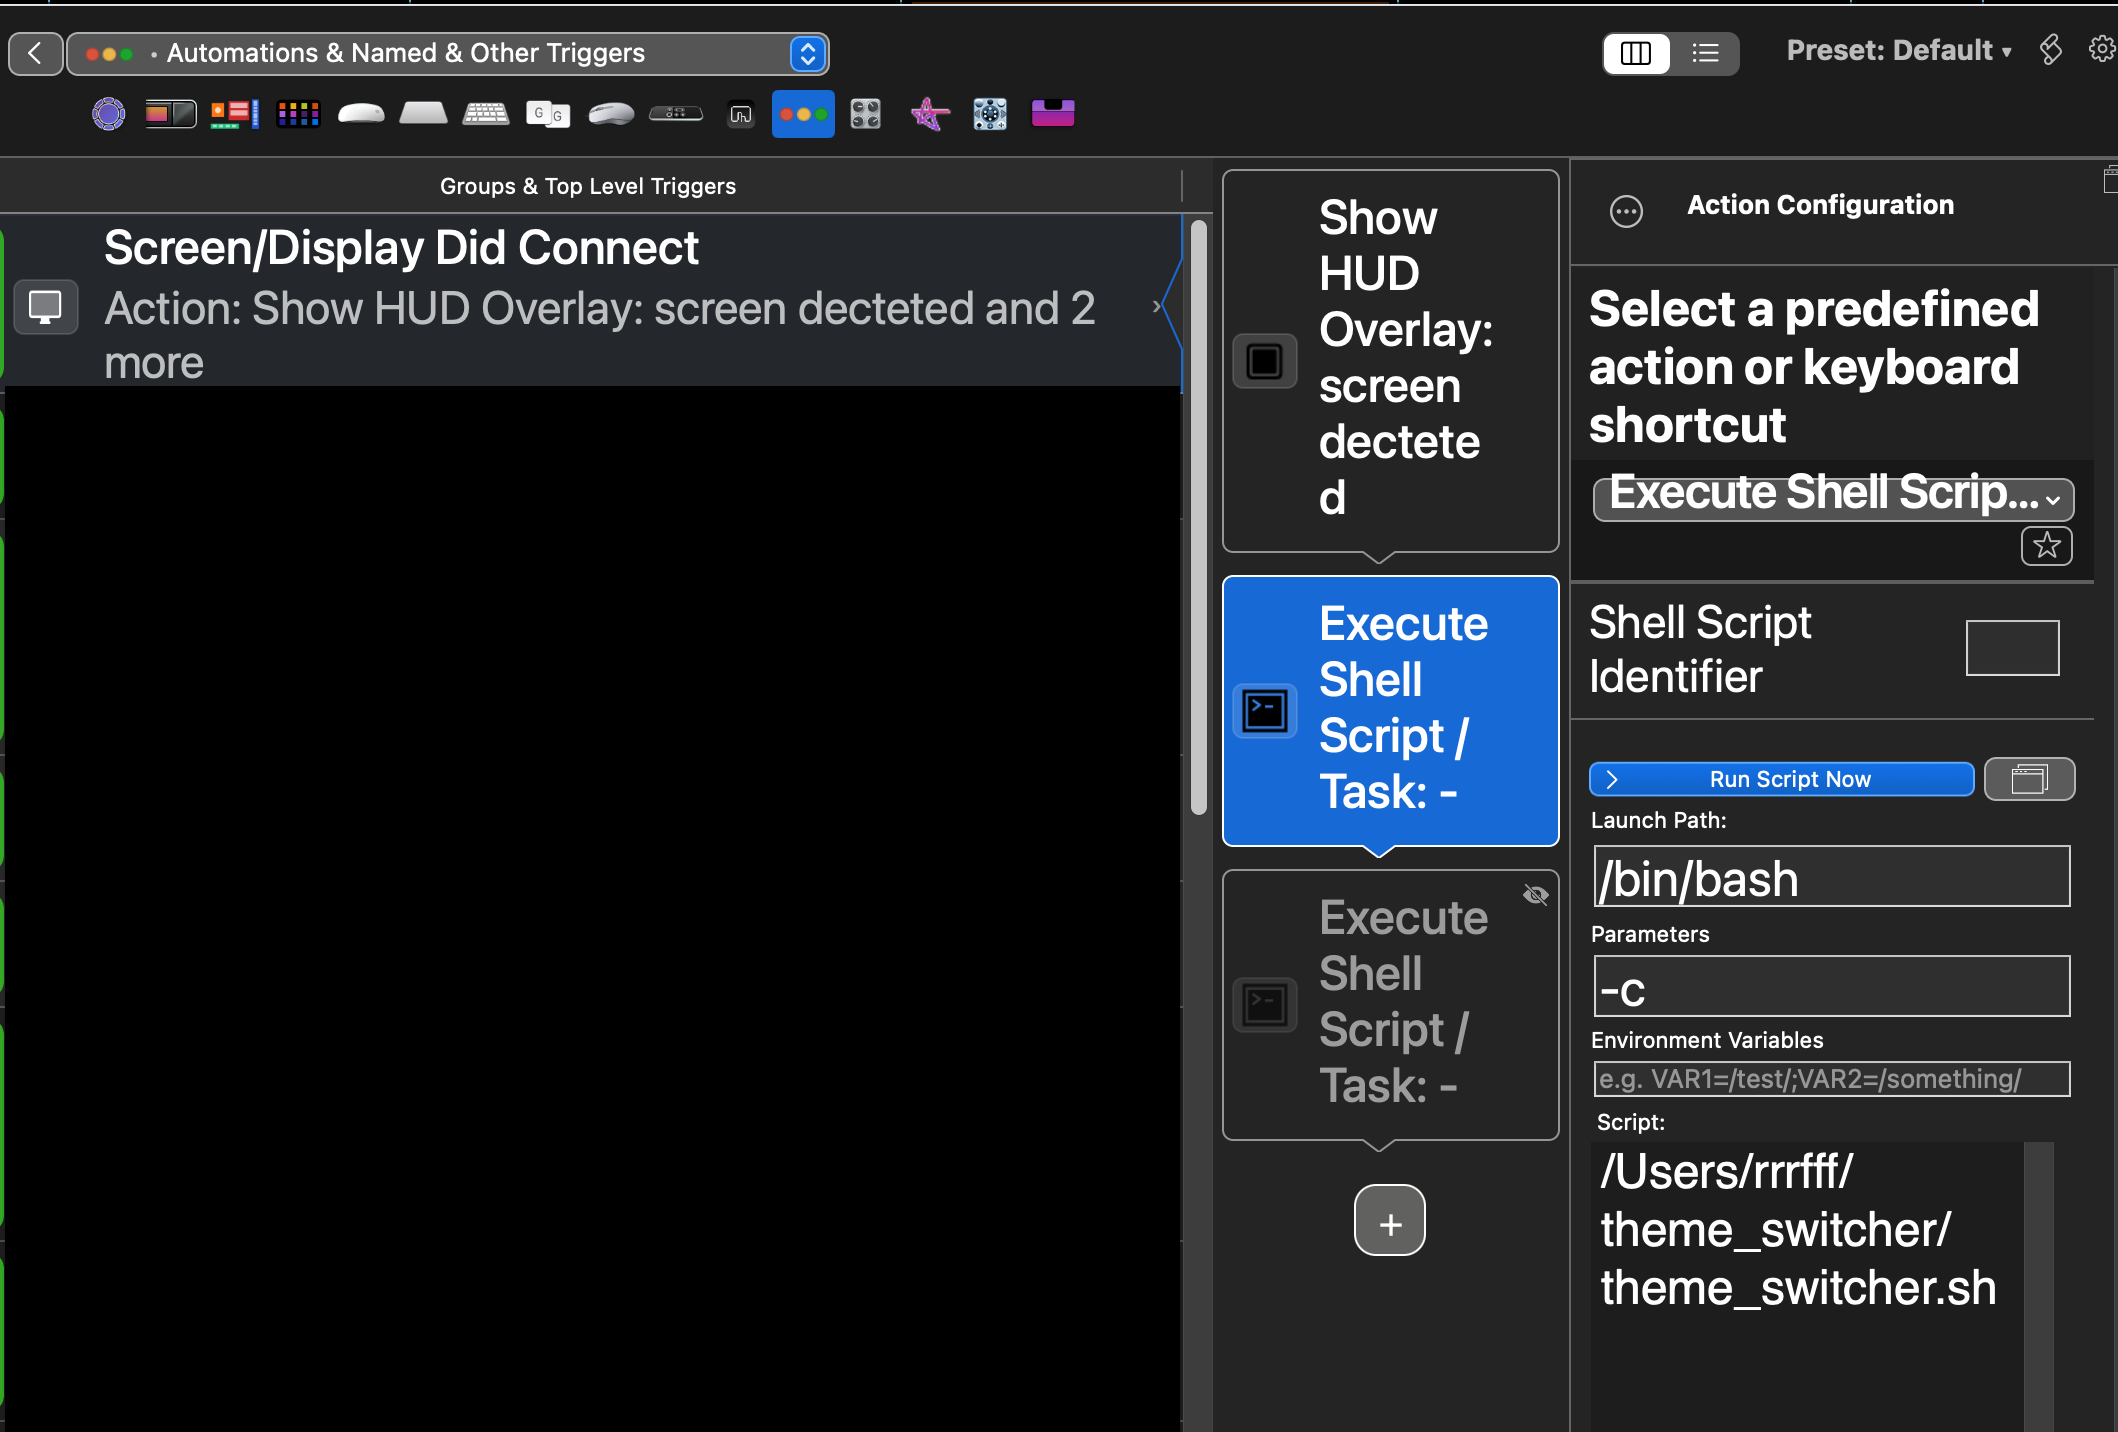 • Automations & Named & Other Triggers
Preset: Default ▾
G G
Groups & Top Level Triggers
Screen/Display Did Connect
Action: Show HUD Overlay: screen decteted and 2
more
Show
HUD
Overlay:
screen
dectete
d
Execute
Shell
Script /
Task: -
Execute
Shell
Script /
Task: -
+
Action Configuration
Select a predefined
action or keyboard
shortcut
Execute Shell Scrip...
Shell Script
Identifier
Run Script Now
Launch Path:
/bin/bash
Parameters
-c
Environment Variables
e.g. VAR1=/test/;VAR2=/something/
Script:
/Users/rrrfff/
theme_switcher/
theme_switcher.sh